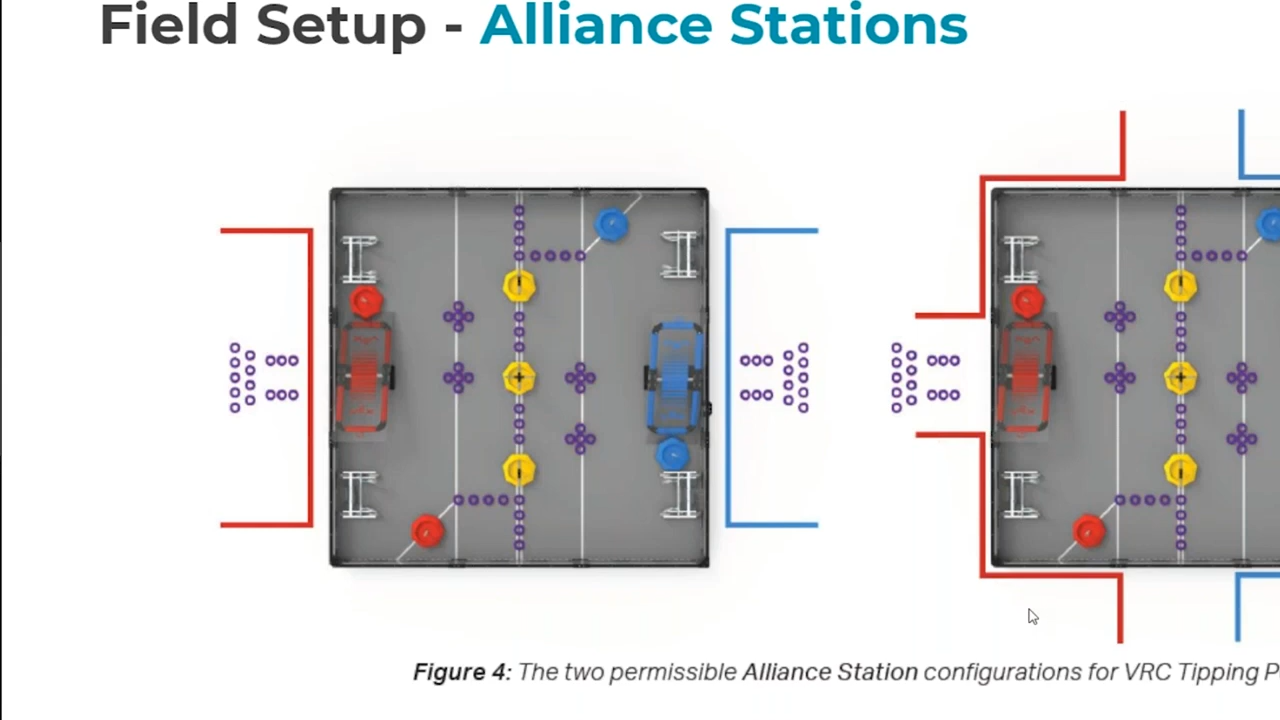 Field Setup - Alliance Stations
Figure 4: The two permissible Alliance Station configurations for VRC Tipping